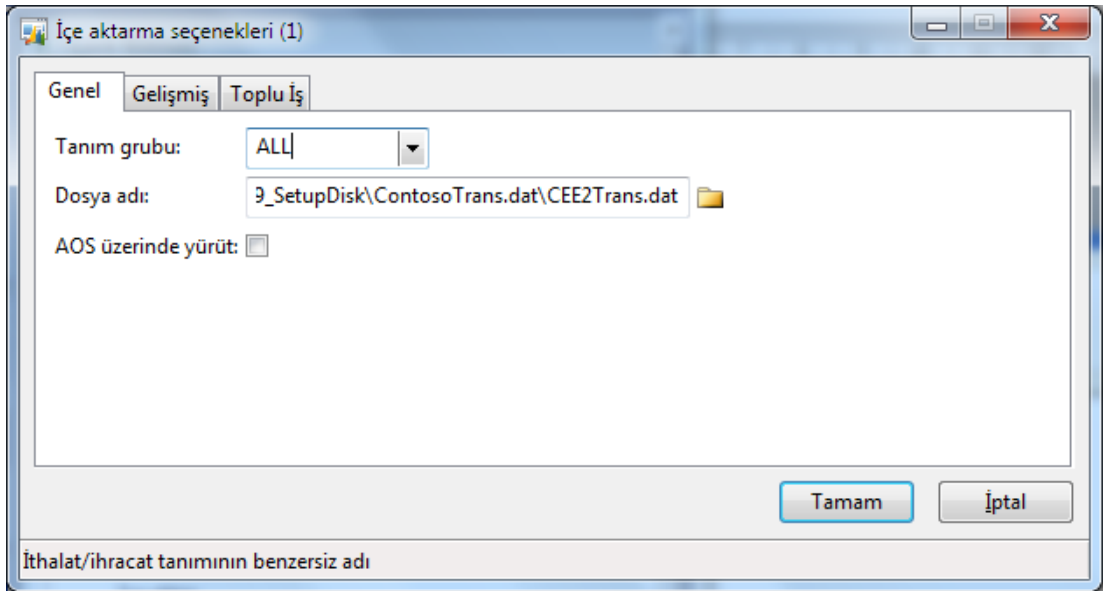 İçe aktarma seçenekleri (1)
Genel Gelişmiş Toplu İş
Tanım grubu: ALL
Dosya adı: 9_SetupDisk\ContosoTrans.dat\CEE2Trans.dat
AOS üzerinde yürüt:
Tamam İptal
İthalat/ihracat tanımının benzersiz adı